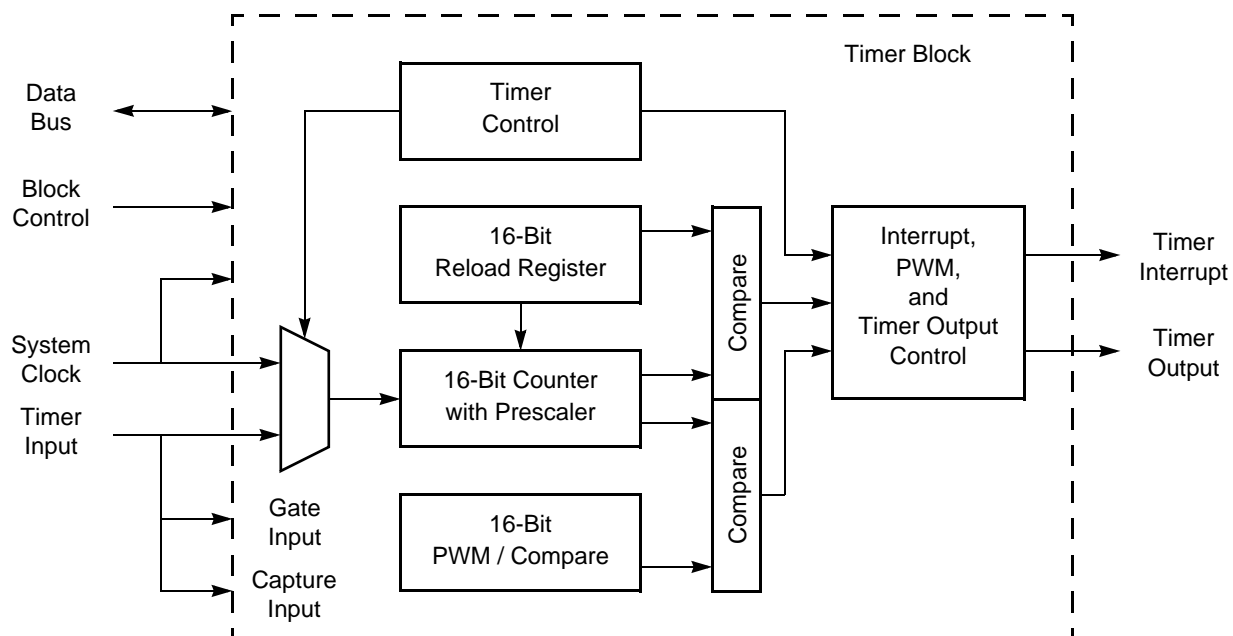 Timer Block
Data
Bus
Timer
Control
Block
Control
16-Bit
Reload Register
Compare
Interrupt,
PWM,
and
Timer Output
Control
Timer
Interrupt
System
Clock
16-Bit Counter
with Prescaler
Timer
Output
Timer
Input
Gate
Input
16-Bit
PWM / Compare
Compare
Capture
Input